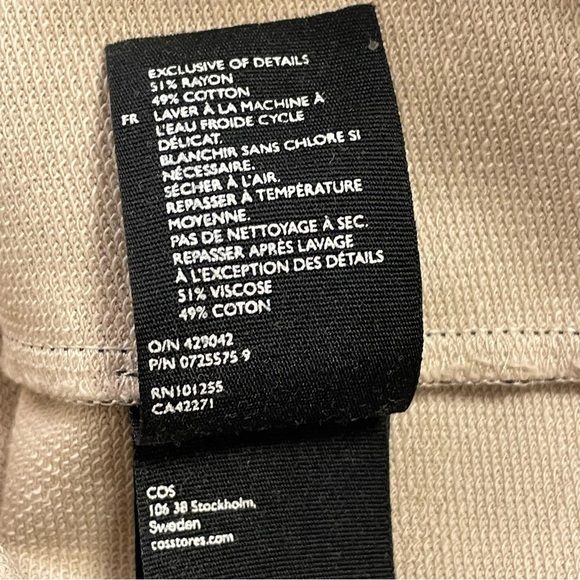 EXCLUSIVE OF DETAILS
51% RAYON
49% COTTON
FR LAVER À LA MACHINE À
L'EAU FROIDE CYCLE
DÉLICAT.
BLANCHIR SANS CHLORE SI
NÉCESSAIRE.
SÉCHER À L'AIR.
REPASSER À TEMPÉRATURE
MOYENNE.
PAS DE NETTOYAGE À SEC.
REPASSER APRÈS LAVAGE
À L'EXCEPTION DES DÉTAILS
51% VISCOSE
49% COTON
O/N 429042
P/N 0725575 9
RN101255
CA42271
COS
106 38 Stockholm,
Sweden
cosstores.com